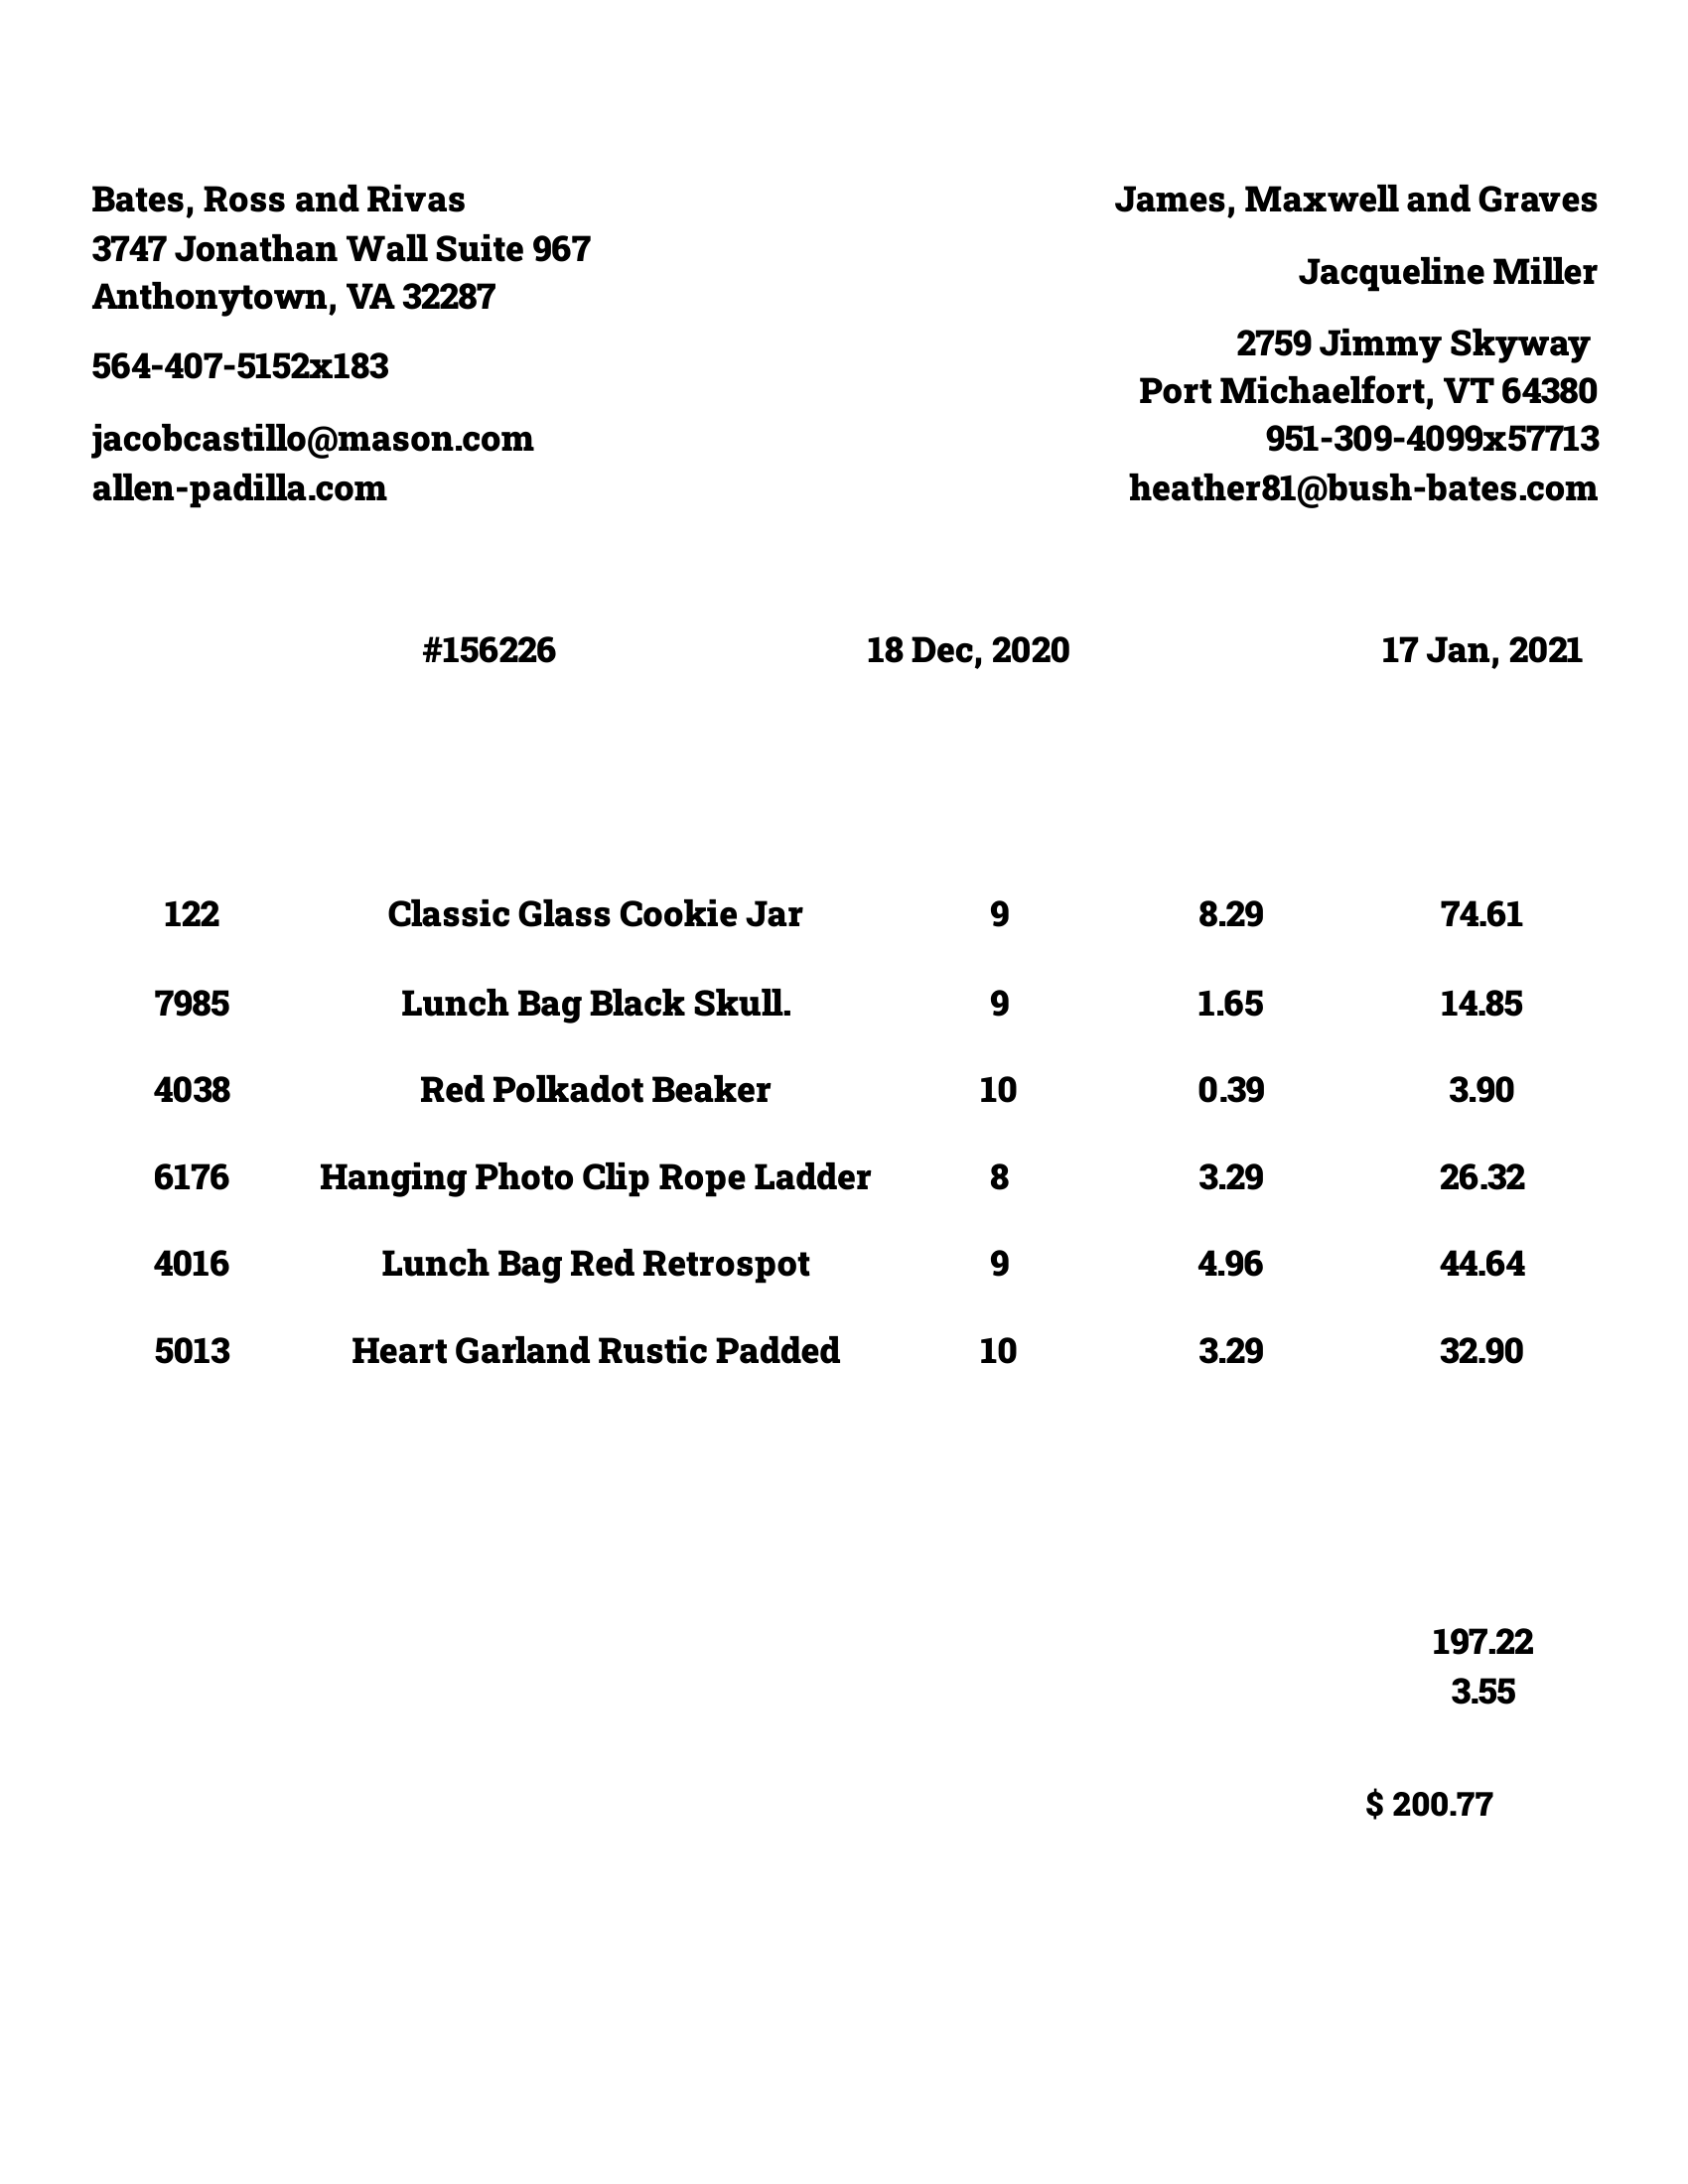 Bates, Ross and Rivas
3747 Jonathan Wall Suite 967
Anthonytown, VA 32287
564-407-5152x183
jacobcastillo@mason.com
allen-padilla.com
James, Maxwell and Graves
Jacqueline Miller
2759 Jimmy Skyway
Port Michaelfort, VT 64380
951-309-4099x57713
heather81@bush-bates.com
#156226 18 Dec, 2020 17 Jan, 2021
122 Classic Glass Cookie Jar 9 8.29 74.61
7985 Lunch Bag Black Skull. 9 1.65 14.85
4038 Red Polkadot Beaker 10 0.39 3.90
6176 Hanging Photo Clip Rope Ladder 8 3.29 26.32
4016 Lunch Bag Red Retrospot 9 4.96 44.64
5013 Heart Garland Rustic Padded 10 3.29 32.90
197.22
3.55
$ 200.77